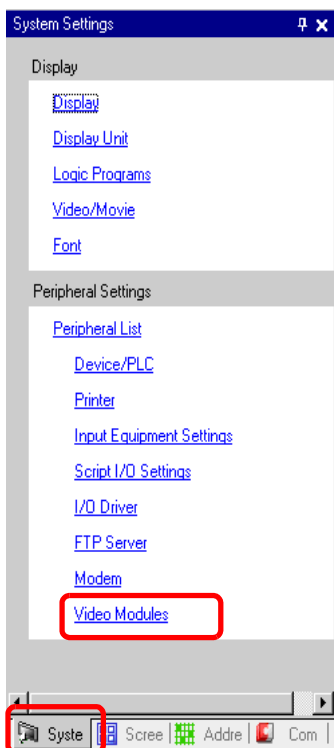 System Settings
Display
Display
Display Unit
Logic Programs
Video/Movie
Font
Peripheral Settings
Peripheral List
Device/PLC
Printer
Input Equipment Settings
Script I/O Settings
I/O Driver
FTP Server
Modem
Video Modules
Syste Scree Addre Com